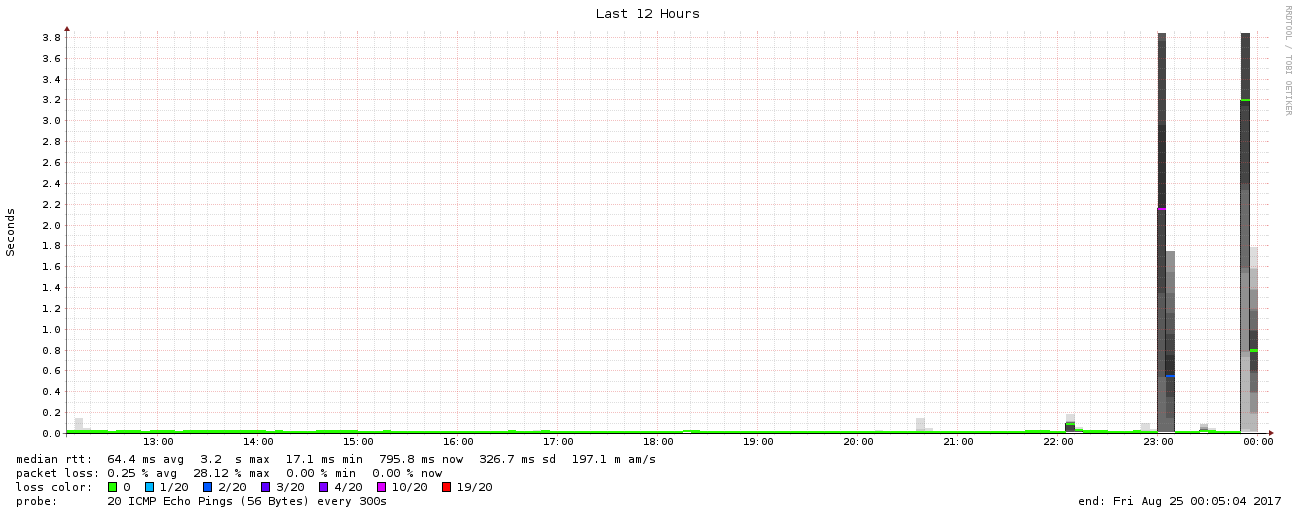 Last 12 Hours
RRDTOOL / TOBI OETIKER
Seconds
3.8
3.6
3.4
3.2
3.0
2.8
2.6
2.4
2.2
2.0
1.8
1.6
1.4
1.2
1.0
0.8
0.6
0.4
0.2
0.0
13:00 14:00 15:00 16:00 17:00 18:00 19:00 20:00 21:00 22:00 23:00 00:00
median rtt: 64.4 ms avg 3.2 s max 17.1 ms min 795.8 ms now 326.7 ms sd 197.1 m am/s
packet loss: 0.25 % avg 28.12 % max 0.00 % min 0.00 % now
loss color: 0 1/20 2/20 3/20 4/20 10/20 19/20
probe: 20 ICMP Echo Pings (56 Bytes) every 300s end: Fri Aug 25 00:05:04 2017